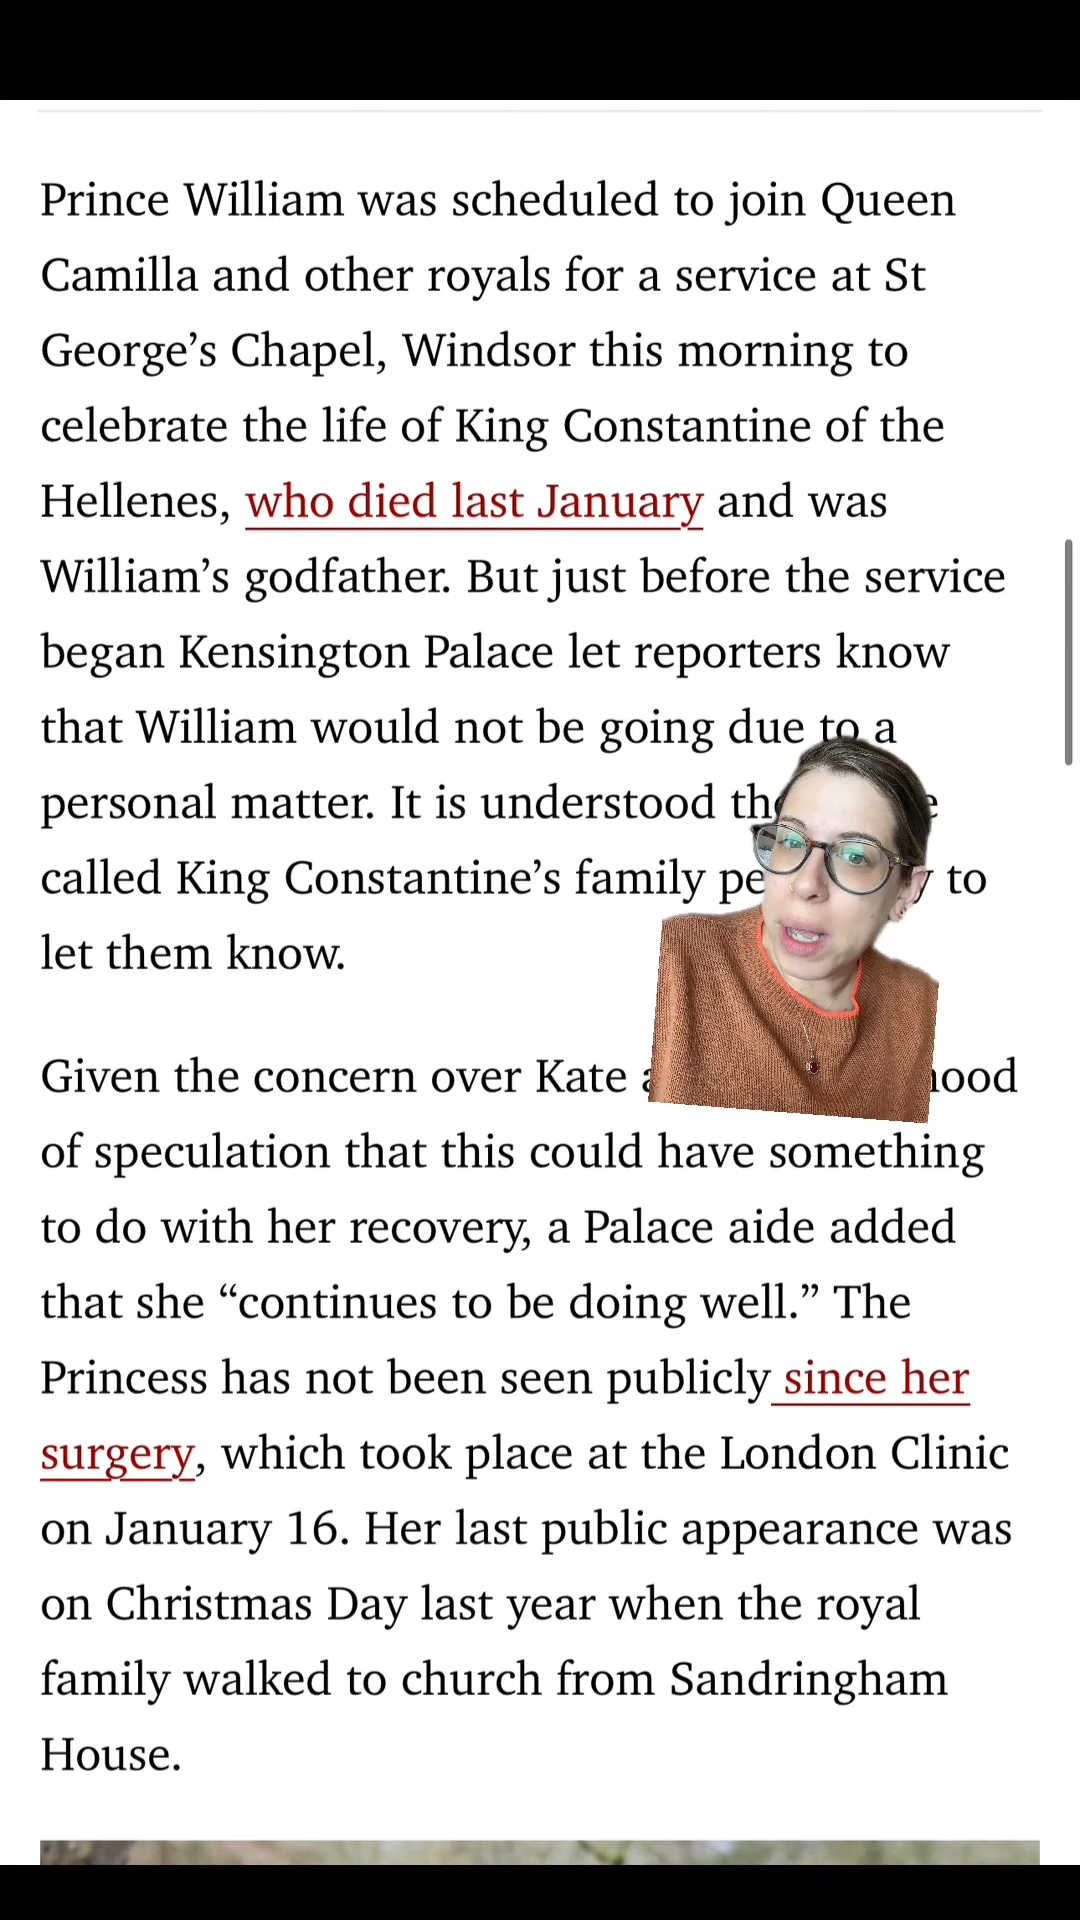 Prince William was scheduled to join Queen
Camilla and other royals for a service at St
George’s Chapel, Windsor this morning to
celebrate the life of King Constantine of the
Hellenes, who died last January and was
William’s godfather. But just before the service
began Kensington Palace let reporters know
that William would not be going due to a
personal matter. It is understood
called King Constantine’s family to
let them know.
Given the concern over Kate
of speculation that this could have something
to do with her recovery, a Palace aide added
that she “continues to be doing well.” The
Princess has not been seen publicly since her
surgery, which took place at the London Clinic
on January 16. Her last public appearance was
on Christmas Day last year when the royal
family walked to church from Sandringham
House.